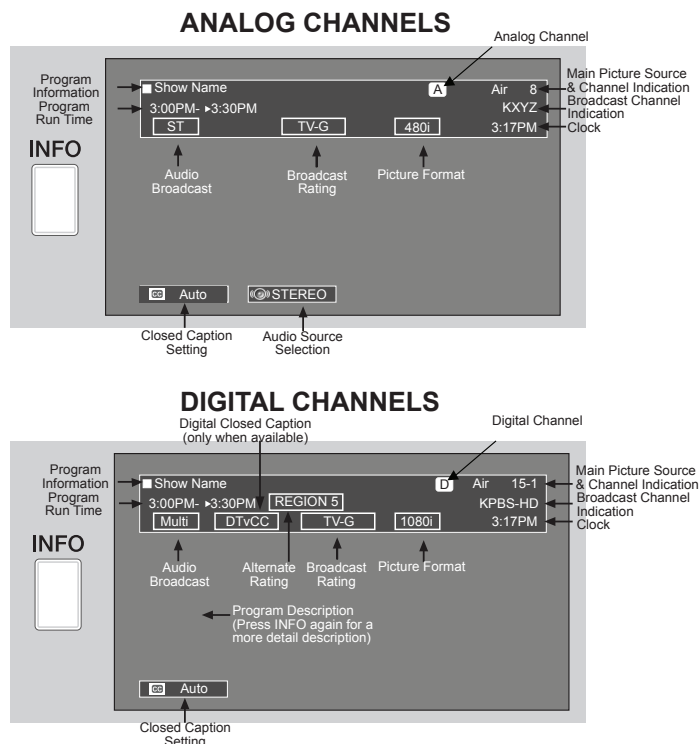 ANALOG CHANNELS
Analog Channel
Program
Information
Program
Run Time
Show Name
A
Air 8
Main Picture Source
& Channel Indication
3:00PM- ▸3:30PM
KXYZ
Broadcast Channel
Indication
ST
TV-G
480i
3:17PM
Clock
INFO
Audio
Broadcast
Broadcast
Rating
Picture Format
CC Auto
STEREO
Closed Caption
Setting
Audio Source
Selection
DIGITAL CHANNELS
Digital Closed Caption
(only when available)
Digital Channel
Program
Information
Program
Run Time
Show Name
D
Air 15-1
Main Picture Source
& Channel Indication
3:00PM- ▸3:30PM
REGION 5
KPBS-HD
Broadcast Channel
Indication
Multi
DTvCC
TV-G
1080i
3:17PM
Clock
INFO
Audio
Broadcast
Alternate
Rating
Broadcast
Rating
Picture Format
Program Description
(Press INFO again for a
more detail description)
CC Auto
Closed Caption
Setting